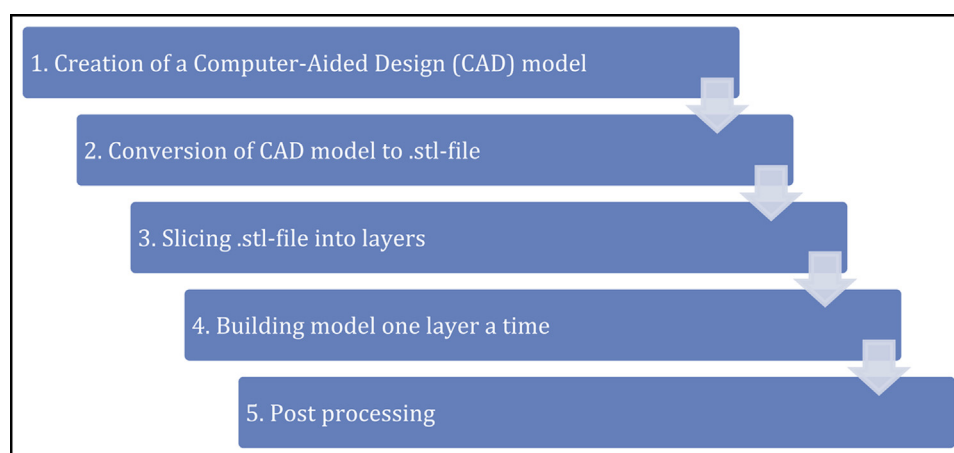 1. Creation of a Computer-Aided Design (CAD) model
2. Conversion of CAD model to .stl-file
3. Slicing .stl-file into layers
4. Building model one layer a time
5. Post processing